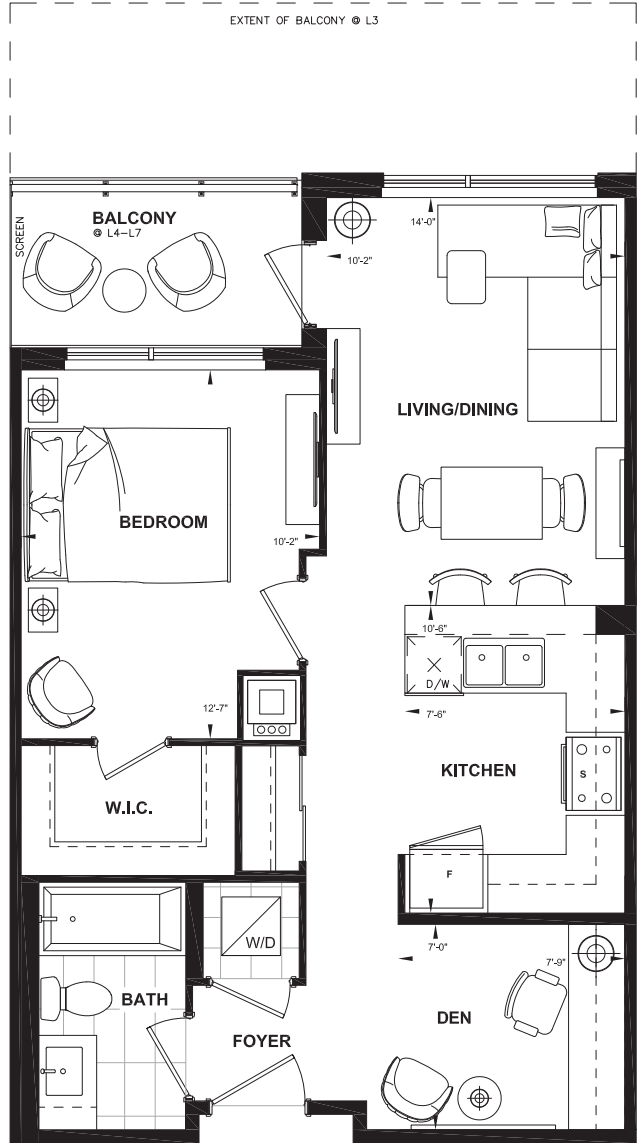 EXTENT OF BALCONY @ L3
SCREEN
BALCONY
@ L4-L7
14'-0"
10'-2"
LIVING/DINING
BEDROOM
10'-2"
10'-6"
D/W
7'-6"
12'-7"
KITCHEN
S
W.I.C.
F
W/D
7'-0"
7'-9"
BATH
DEN
FOYER